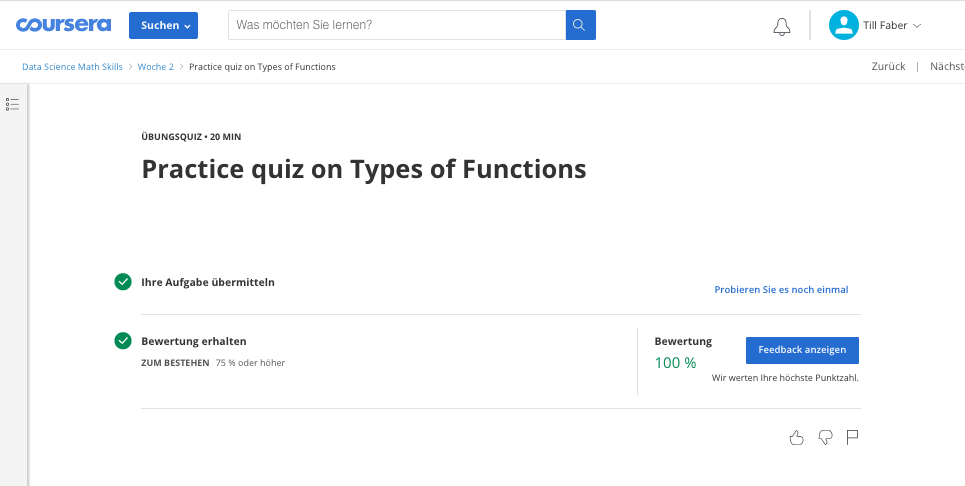 coursera Suchen Was möchten Sie lernen? Till Faber
Data Science Math Skills > Woche 2 > Practice quiz on Types of Functions Zurück | Nächst
ÜBUNGSQUIZ • 20 MIN
Practice quiz on Types of Functions
Ihre Aufgabe übermitteln
Probieren Sie es noch einmal
Bewertung erhalten
ZUM BESTEHEN 75 % oder höher
Bewertung
100 %
Feedback anzeigen
Wir werten Ihre höchste Punktzahl.